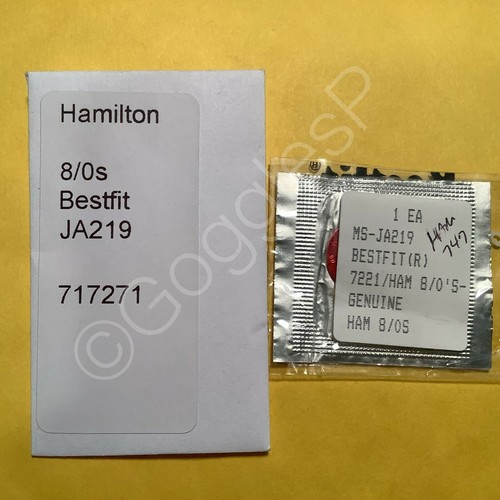 Hamilton
8/0s
Bestfit
JA219
717271
1 EA
MS-JA219
HAM
747
BESTFIT(R)
7221/HAM 8/0'S-
GENUINE
HAM 8/0S
©GogglesP